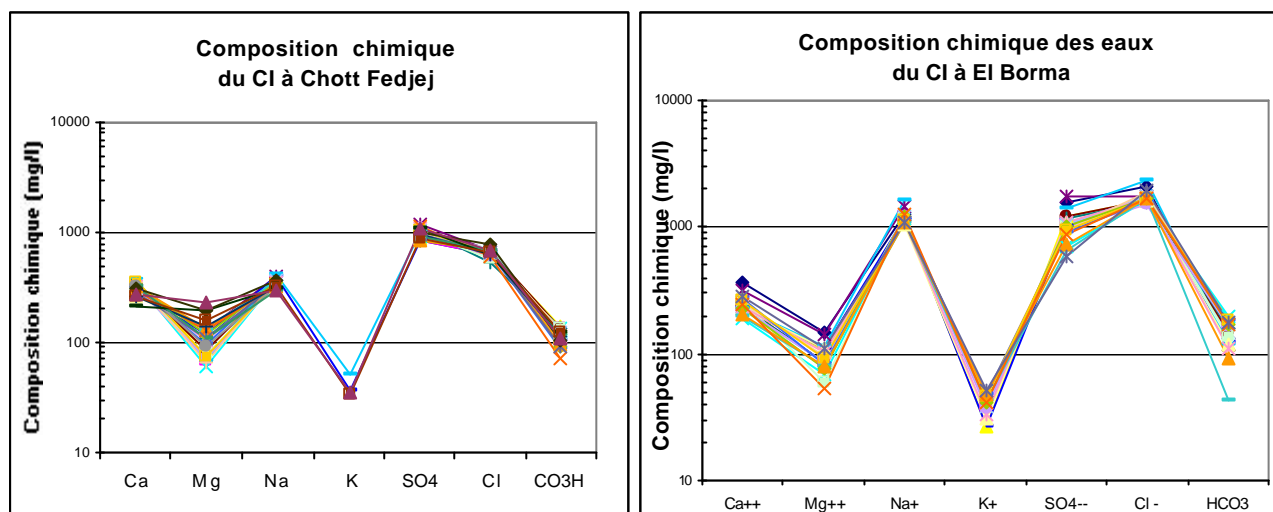 Composition chimique
du CI à Chott Fedjej
Composition chimique (mg/l)
10000
1000
100
10
Ca Mg Na K SO4 Cl CO3H
Composition chimique des eaux
du CI à El Borma
Composition chimique (mg/l)
10000
1000
100
10
Ca++ Mg++ Na+ K+ SO4-- Cl - HCO3